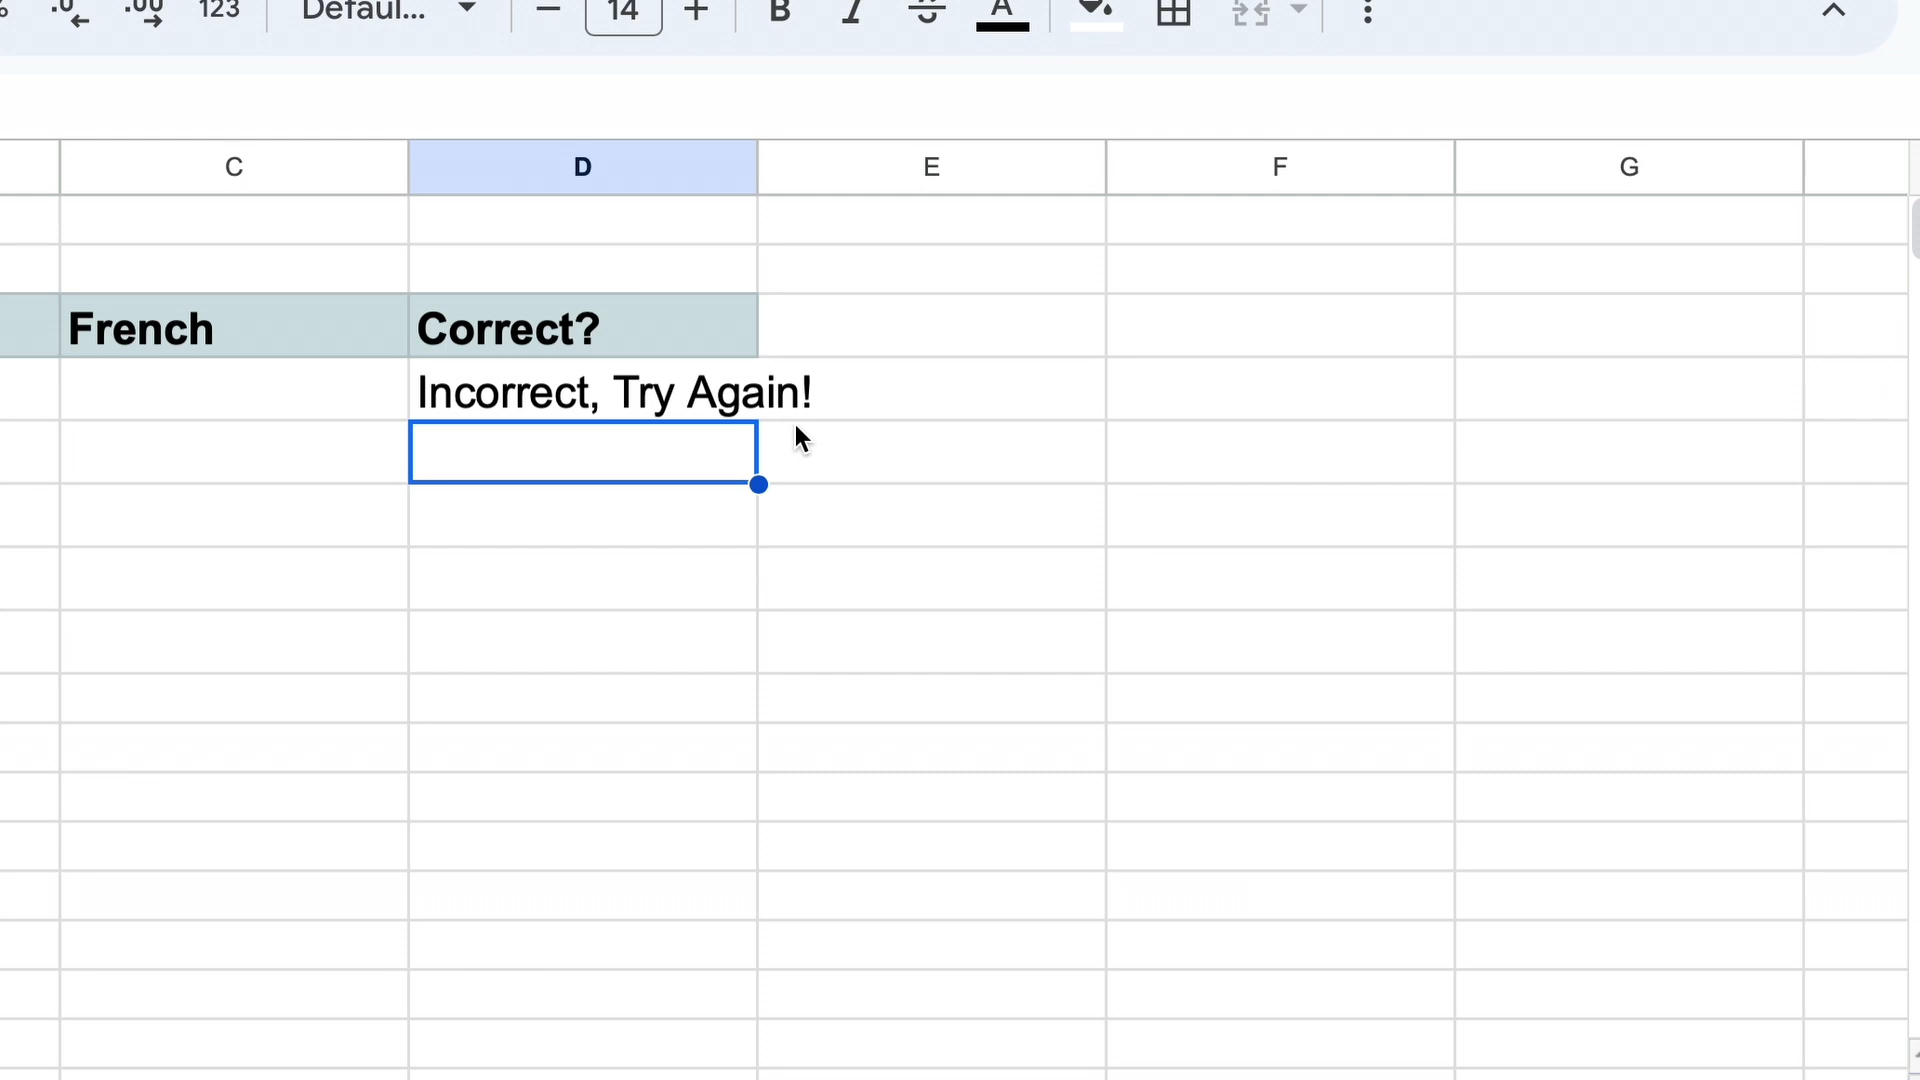 % .0 .00 123 Defaul... 14 B I S A
C D E F G
French Correct?
Incorrect, Try Again!